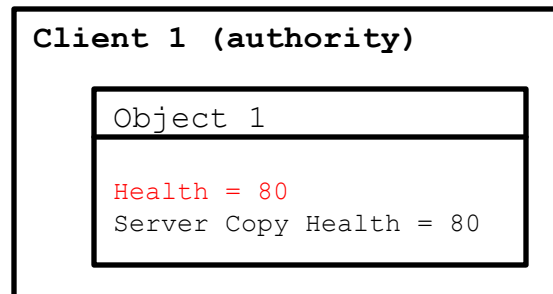 Client 1 (authority)
Object 1
Health = 80
Server Copy Health = 80